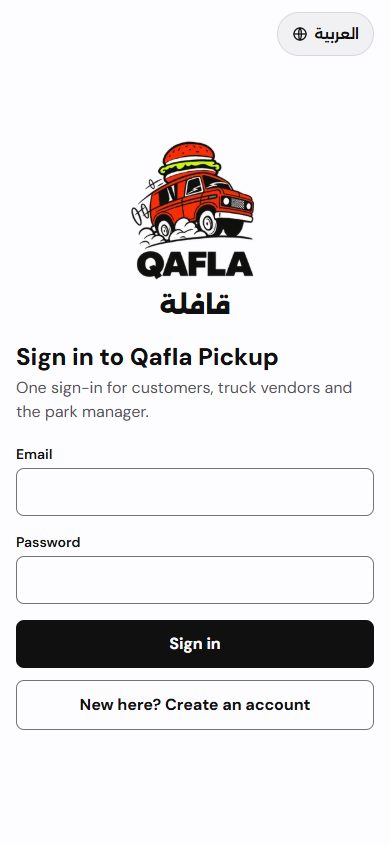 العربية
QAFLA
قافلة
Sign in to Qafla Pickup
One sign-in for customers, truck vendors and
the park manager.
Email
Password
Sign in
New here? Create an account